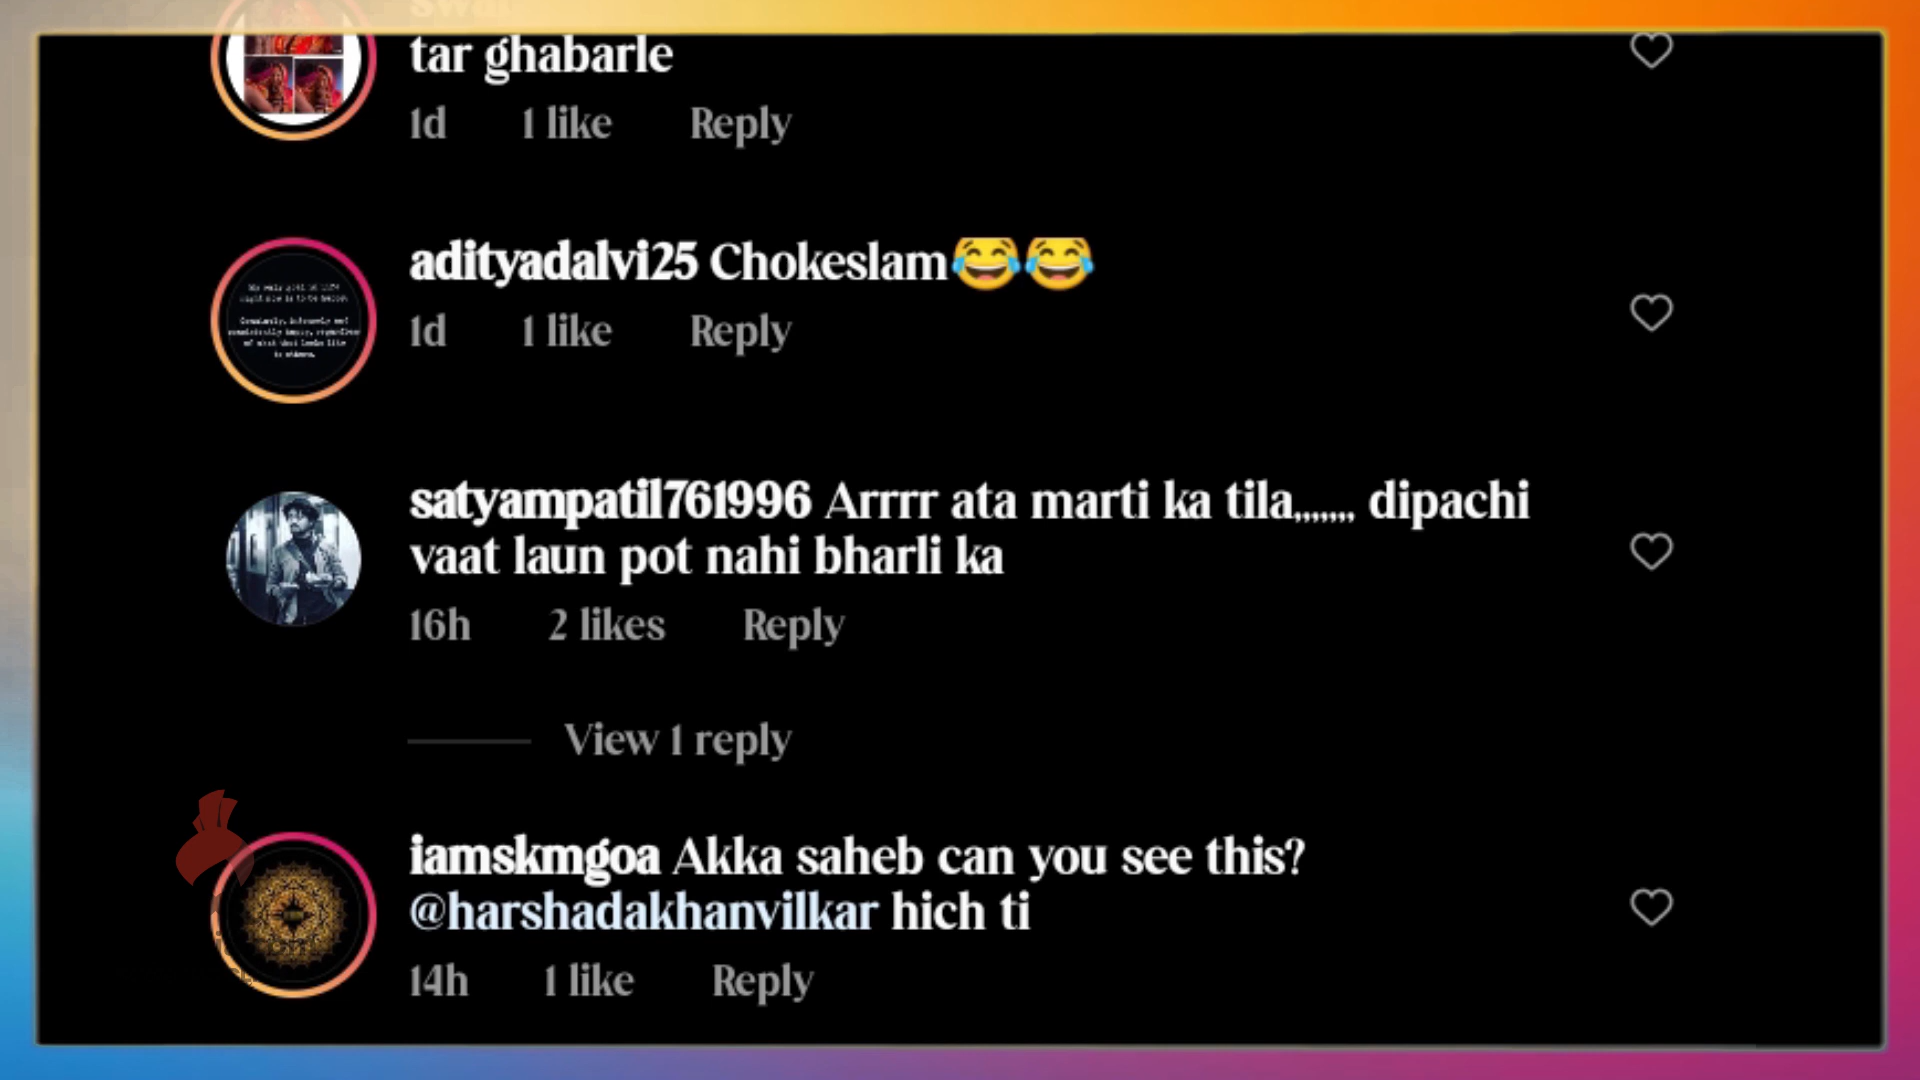 tar ghabarle
1d 1 like Reply
adityadalvi25 Chokeslam😂😂
1d 1 like Reply
satyampatil761996 Arrrr ata marti ka tila,,,,,,, dipachi
vaat laun pot nahi bharli ka
16h 2 likes Reply
View 1 reply
iamskmgoa Akka saheb can you see this?
@harshadakhanvilkar hich ti
14h 1 like Reply